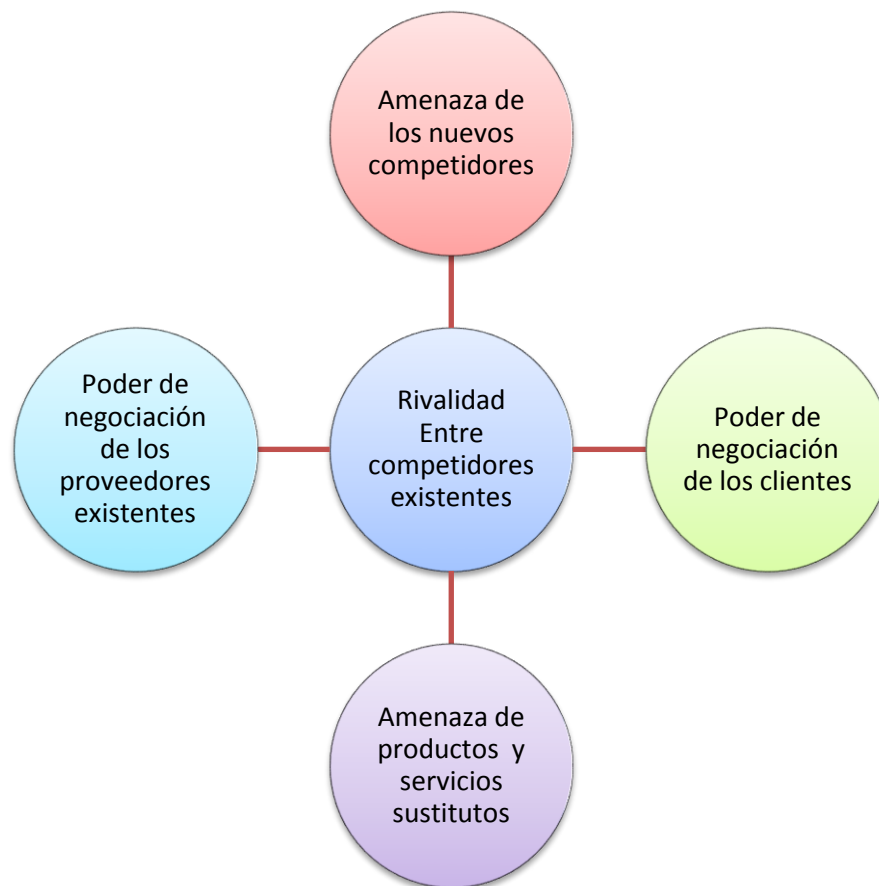 Amenaza de
los nuevos
competidores
Poder de
negociación
de los
proveedores
existentes
Rivalidad
Entre
competidores
existentes
Poder de
negociación
de los clientes
Amenaza de
productos  y
servicios
sustitutos